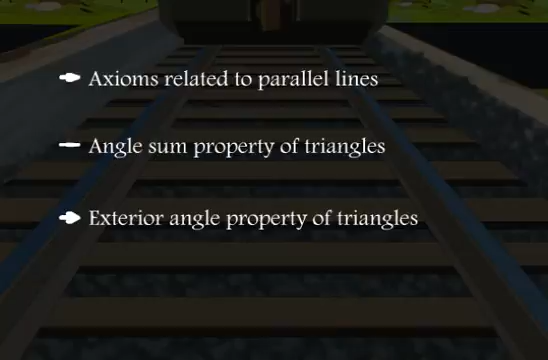 Axioms related to parallel lines
Angle sum property of triangles
Exterior angle property of triangles